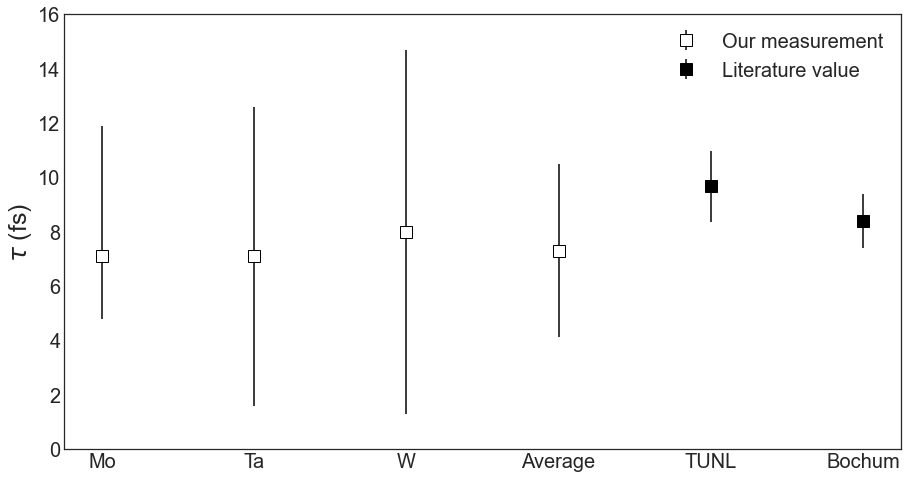 16
14
12
10
8
6
4
2
0
τ (fs)
Our measurement
Literature value
Mo Ta W Average TUNL Bochum